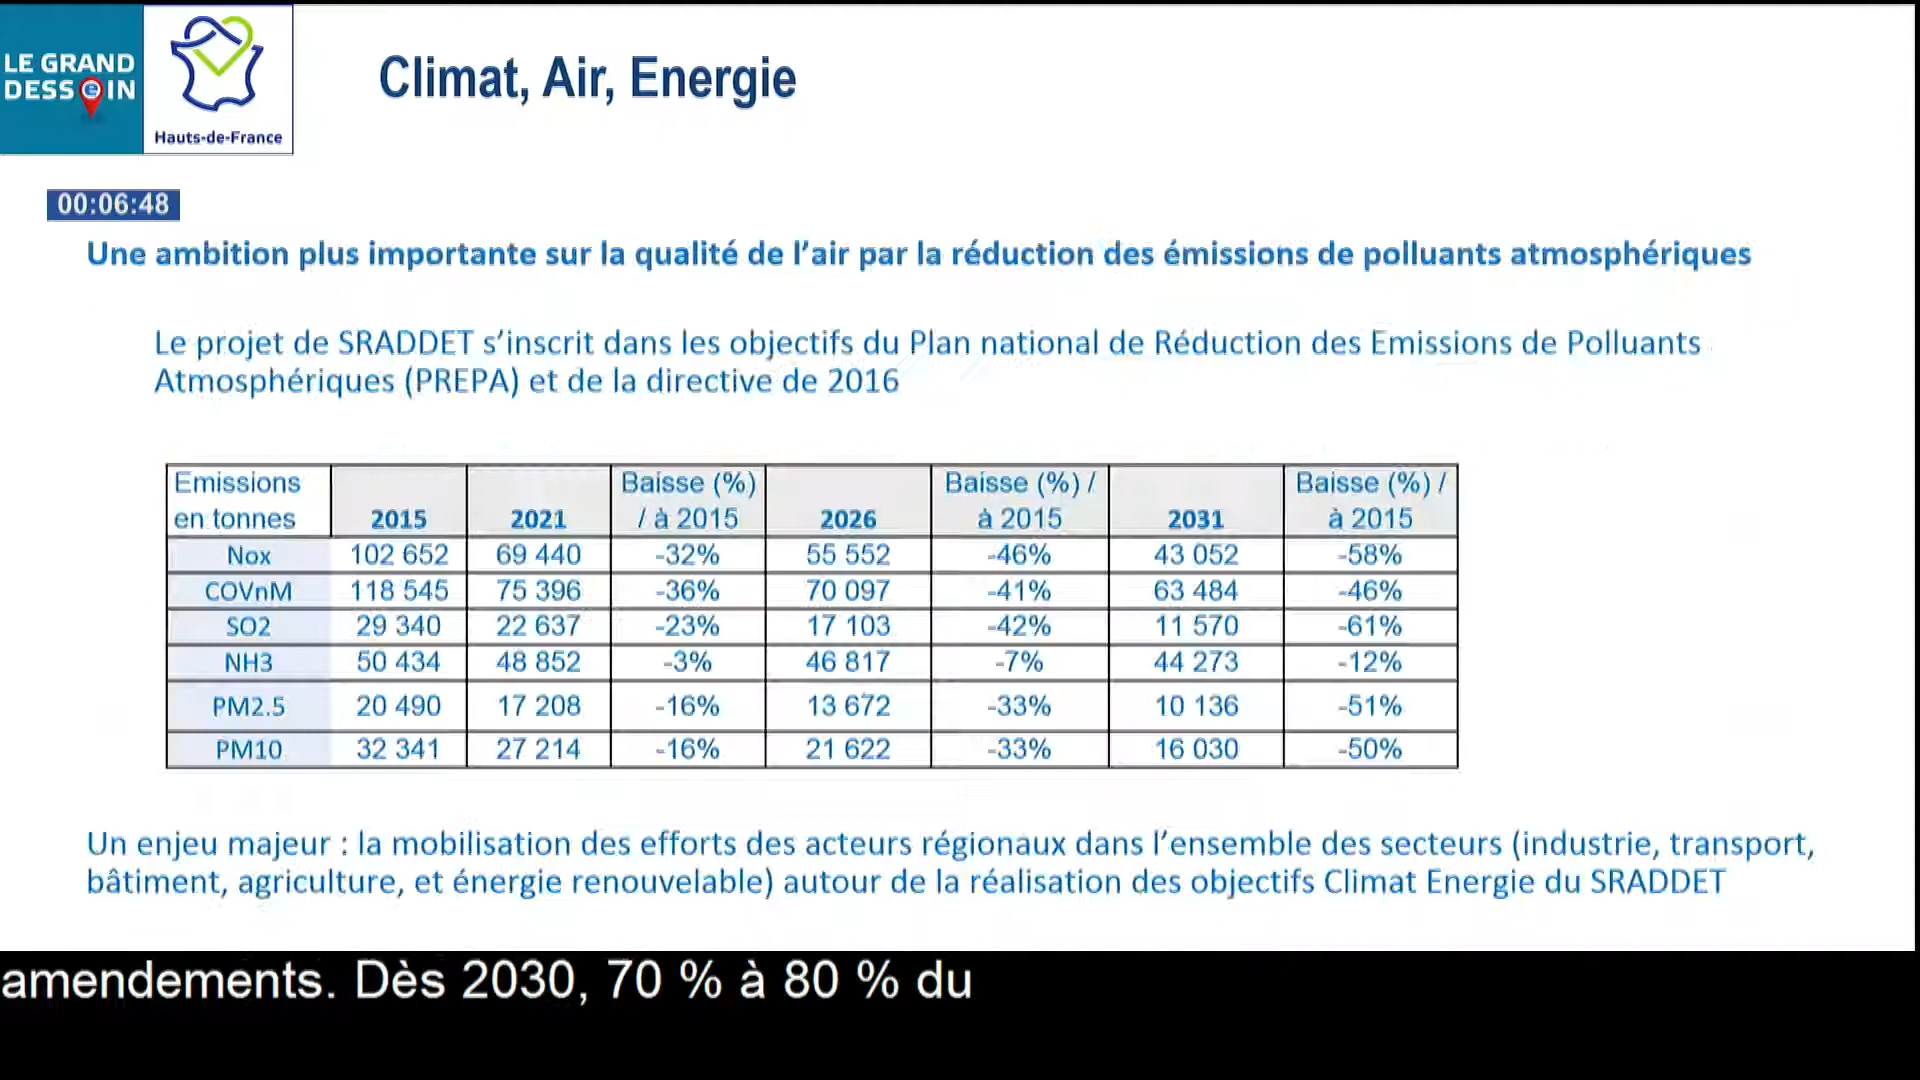 LE GRAND
DESSEIN
Hauts-de-France
Climat, Air, Energie
00:06:48
Une ambition plus importante sur la qualité de l’air par la réduction des émissions de polluants atmosphériques
Le projet de SRADDET s’inscrit dans les objectifs du Plan national de Réduction des Emissions de Polluants
Atmosphériques (PREPA) et de la directive de 2016
Emissions en tonnes 2015 2021 Baisse (%) / à 2015 2026 Baisse (%) / à 2015 2031 Baisse (%) / à 2015
Nox 102 652 69 440 -32% 55 552 -46% 43 052 -58%
COVnM 118 545 75 396 -36% 70 097 -41% 63 484 -46%
SO2 29 340 22 637 -23% 17 103 -42% 11 570 -61%
NH3 50 434 48 852 -3% 46 817 -7% 44 273 -12%
PM2.5 20 490 17 208 -16% 13 672 -33% 10 136 -51%
PM10 32 341 27 214 -16% 21 622 -33% 16 030 -50%
Un enjeu majeur : la mobilisation des efforts des acteurs régionaux dans l’ensemble des secteurs (industrie, transport,
bâtiment, agriculture, et énergie renouvelable) autour de la réalisation des objectifs Climat Energie du SRADDET
amendements. Dès 2030, 70 % à 80 % du